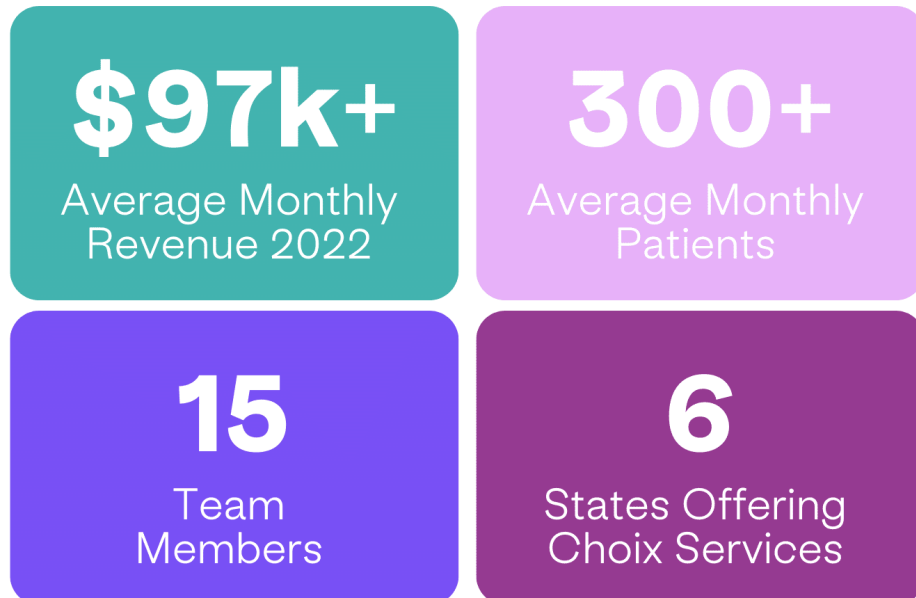 $97k+
Average Monthly
Revenue 2022
300+
Average Monthly
Patients
15
Team
Members
6
States Offering
Choix Services